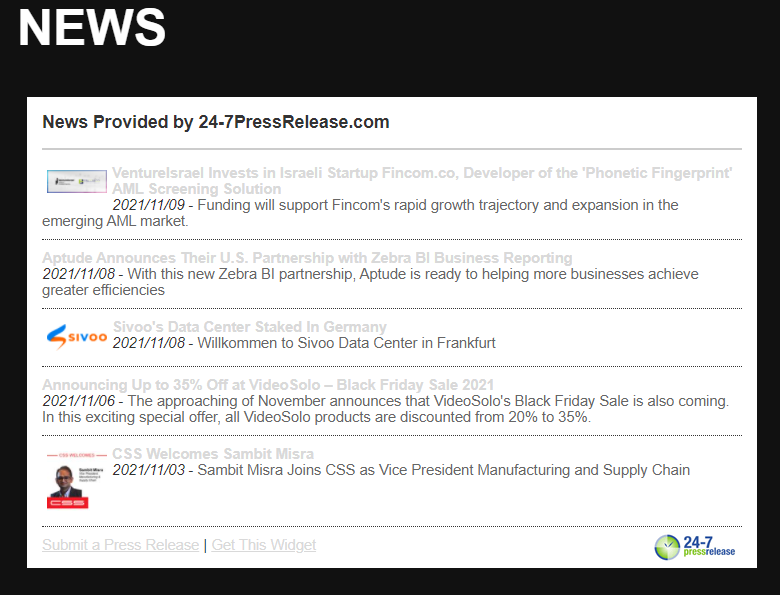 NEWS
News Provided by 24-7PressRelease.com
VentureIsrael Invests in Israeli Startup Fincom.co, Developer of the 'Phonetic Fingerprint'
AML Screening Solution
2021/11/09 - Funding will support Fincom's rapid growth trajectory and expansion in the
emerging AML market.
Aptude Announces Their U.S. Partnership with Zebra BI Business Reporting
2021/11/08 - With this new Zebra BI partnership, Aptude is ready to helping more businesses achieve
greater efficiencies
SIVOO
Sivoo's Data Center Staked In Germany
2021/11/08 - Willkommen to Sivoo Data Center in Frankfurt
Announcing Up to 35% Off at VideoSolo – Black Friday Sale 2021
2021/11/06 - The approaching of November announces that VideoSolo's Black Friday Sale is also coming.
In this exciting special offer, all VideoSolo products are discounted from 20% to 35%.
CSS WELCOMES
Sambit Misra
Vice President
Manufacturing &
Supply Chain
CSS
CSS Welcomes Sambit Misra
2021/11/03 - Sambit Misra Joins CSS as Vice President Manufacturing and Supply Chain
Submit a Press Release | Get This Widget
24-7
pressrelease